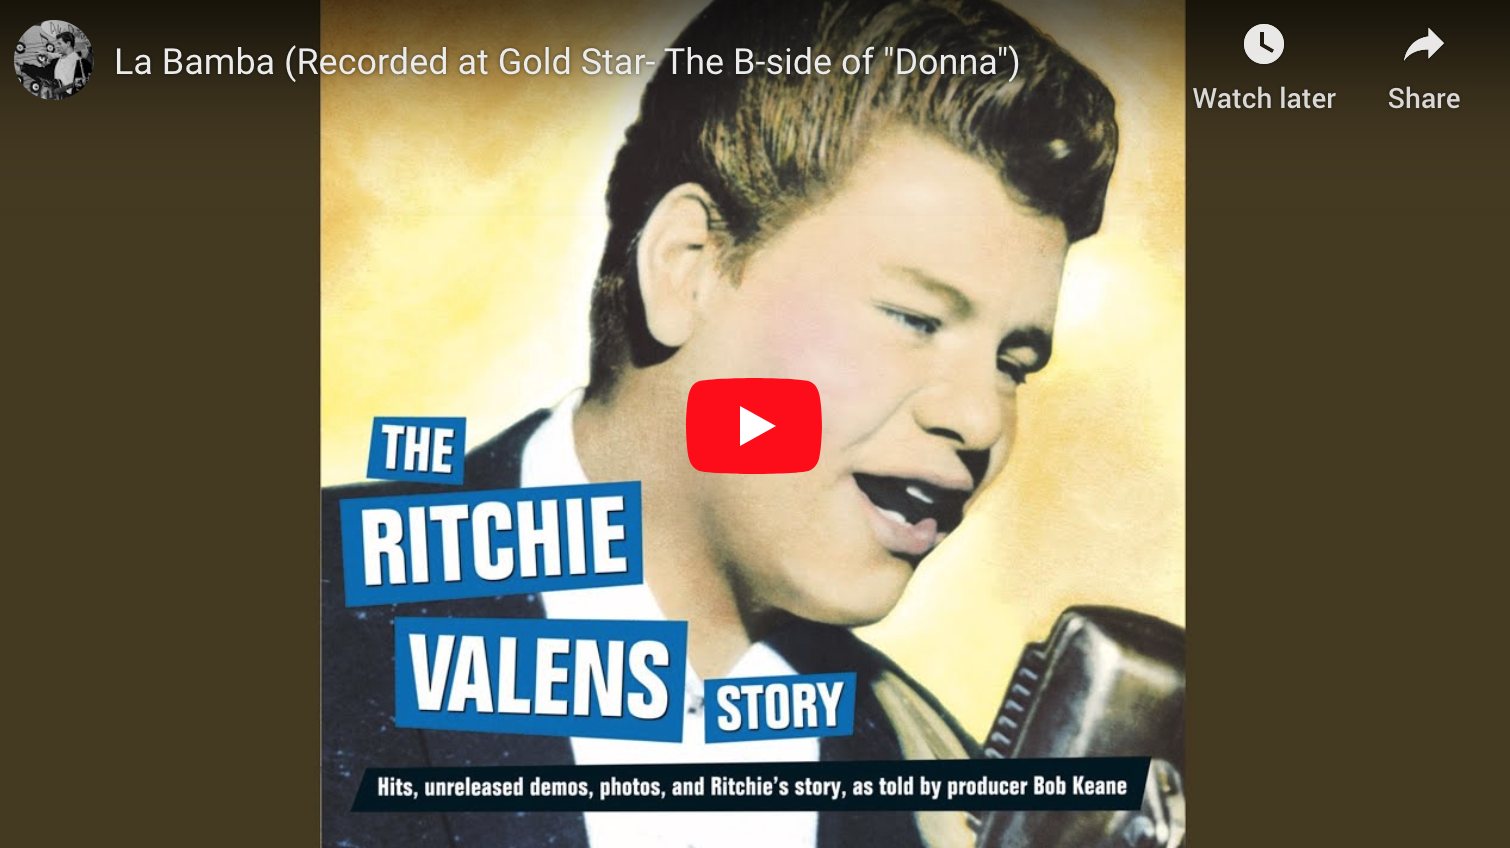 La Bamba (Recorded at Gold Star- The B-side of "Donna")
Watch later
Share
THE
RITCHIE
VALENS
STORY
Hits, unreleased demos, photos, and Ritchie's story, as told by producer Bob Keane